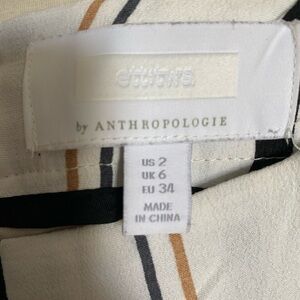 by ANTHROPOLOGIE
US 2
UK 6
EU 34
MADE
IN CHINA